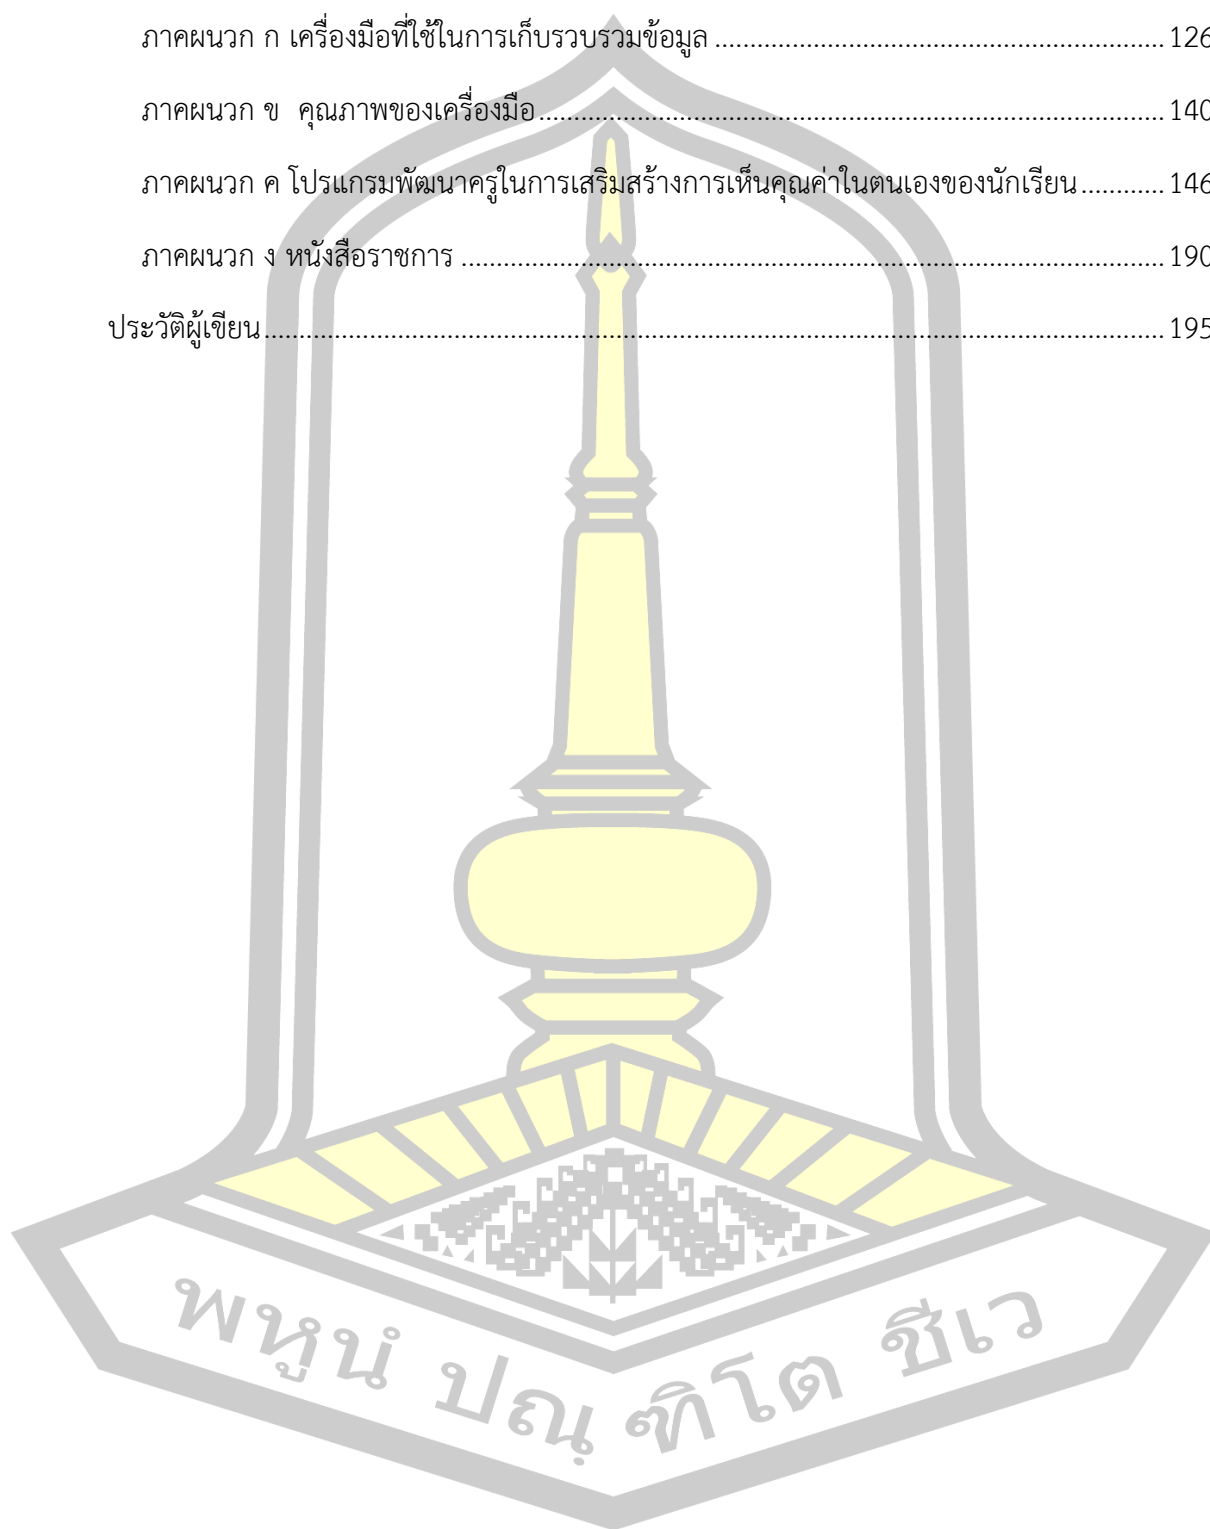 ภาคผนวก ก เครื่องมือที่ใช้ในการเก็บรวบรวมข้อมูล ................................................................ 126
ภาคผนวก ข  คุณภาพของเครื่องมือ ......................................................................................... 140
ภาคผนวก ค โปรแกรมพัฒนาครูในการเสริมสร้างการเห็นคุณค่าในตนเองของนักเรียน ............ 146
ภาคผนวก ง หนังสือราชการ .................................................................................................... 190
ประวัติผู้เขียน ................................................................................................................................ 195
พหูนํ ปณฺฑิโต ชีเว